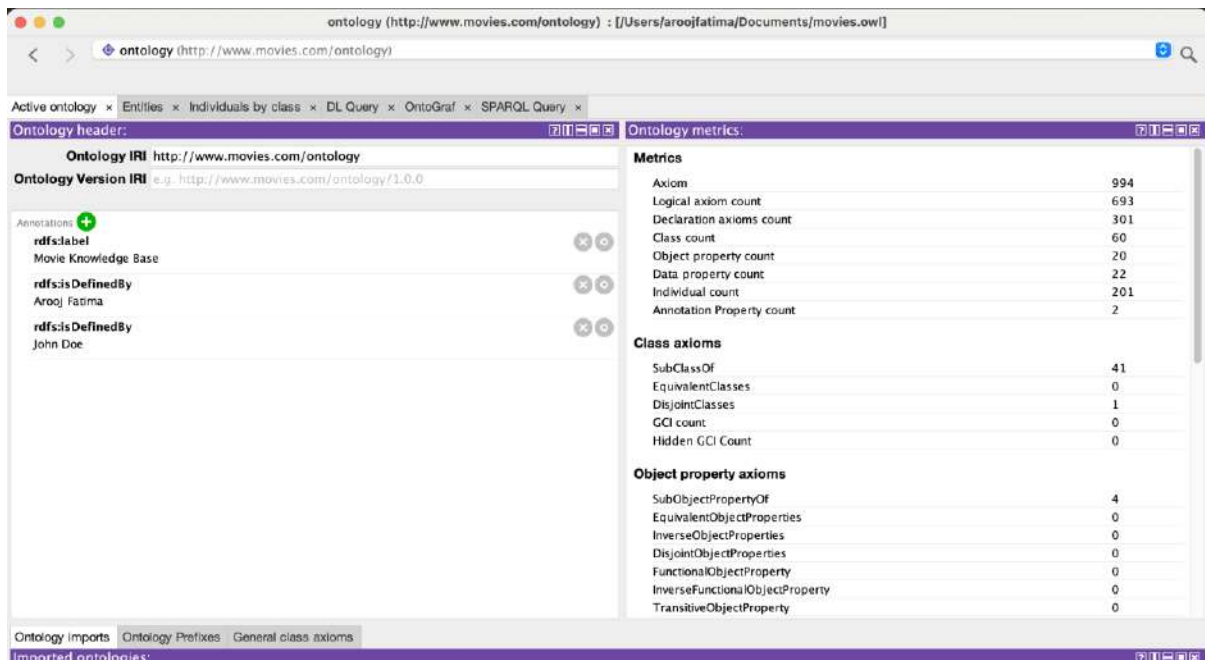 ontology (http://www.movies.com/ontology) : [/Users/aroojfatima/Documents/movies.owl]
ontology (http://www.movies.com/ontology)
Active ontology × Entities × Individuals by class × DL Query × OntoGraf × SPARQL Query ×
Ontology header:
Ontology IRI http://www.movies.com/ontology
Ontology Version IRI e.g. http://www.movies.com/ontology/1.0.0
Annotations
rdfs:label
Movie Knowledge Base
rdfs:isDefinedBy
Arooj Fatima
rdfs:isDefinedBy
John Doe
Ontology metrics:
Metrics
Axiom 994
Logical axiom count 693
Declaration axioms count 301
Class count 60
Object property count 20
Data property count 22
Individual count 201
Annotation Property count 2
Class axioms
SubClassOf 41
EquivalentClasses 0
DisjointClasses 1
GCI count 0
Hidden GCI Count 0
Object property axioms
SubObjectPropertyOf 4
EquivalentObjectProperties 0
InverseObjectProperties 0
DisjointObjectProperties 0
FunctionalObjectProperty 0
InverseFunctionalObjectProperty 0
TransitiveObjectProperty 0
Ontology imports Ontology Prefixes General class axioms
Imported ontologies: